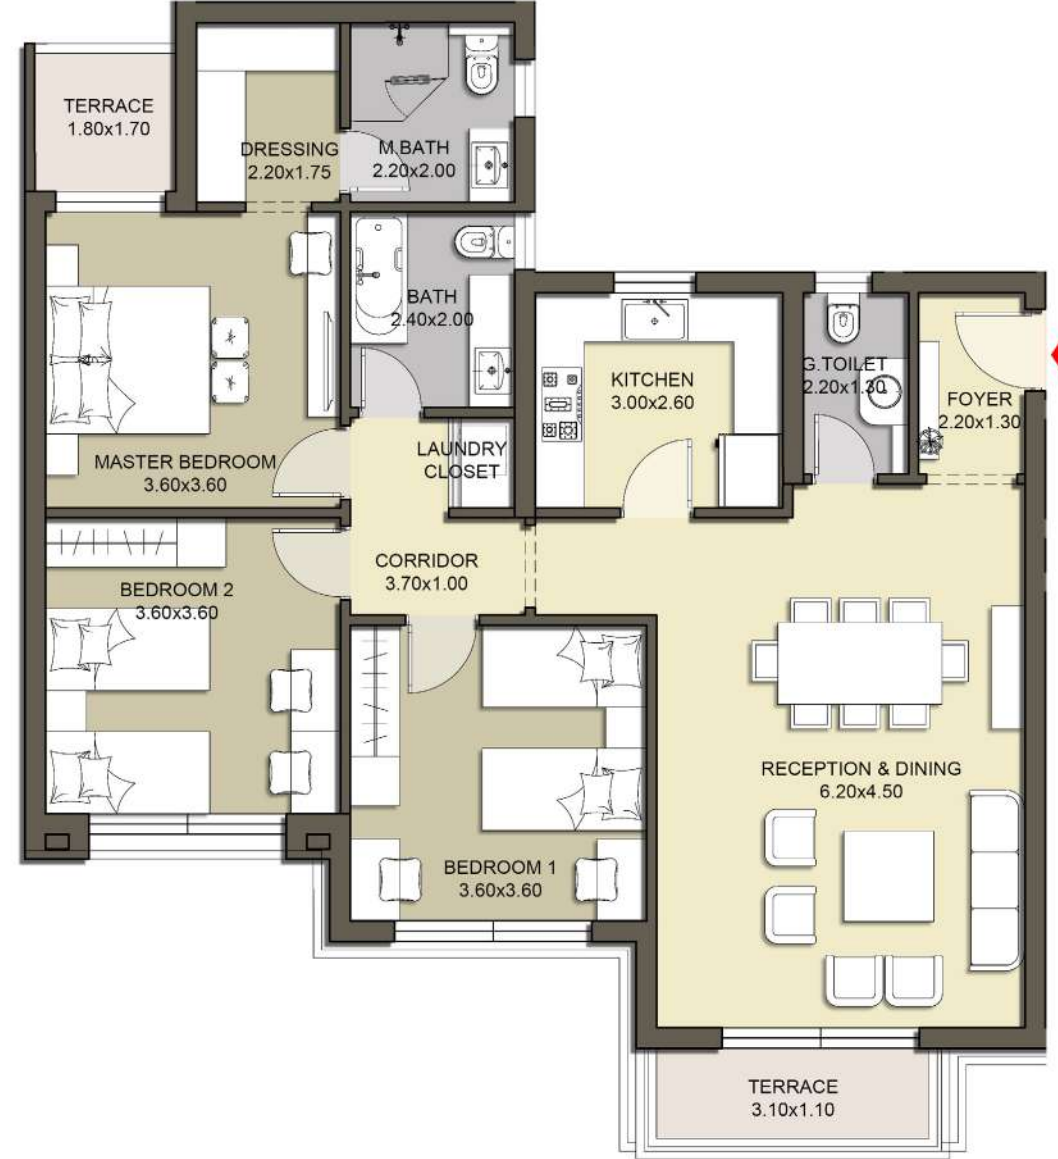 TERRACE
1.80x1.70
DRESSING
2.20x1.75
M.BATH
2.20x2.00
BATH
2.40x2.00
KITCHEN
3.00x2.60
G.TOILET
2.20x1.30
FOYER
2.20x1.30
MASTER BEDROOM
3.60x3.60
LAUNDRY
CLOSET
CORRIDOR
3.70x1.00
BEDROOM 2
3.60x3.60
RECEPTION & DINING
6.20x4.50
BEDROOM 1
3.60x3.60
TERRACE
3.10x1.10